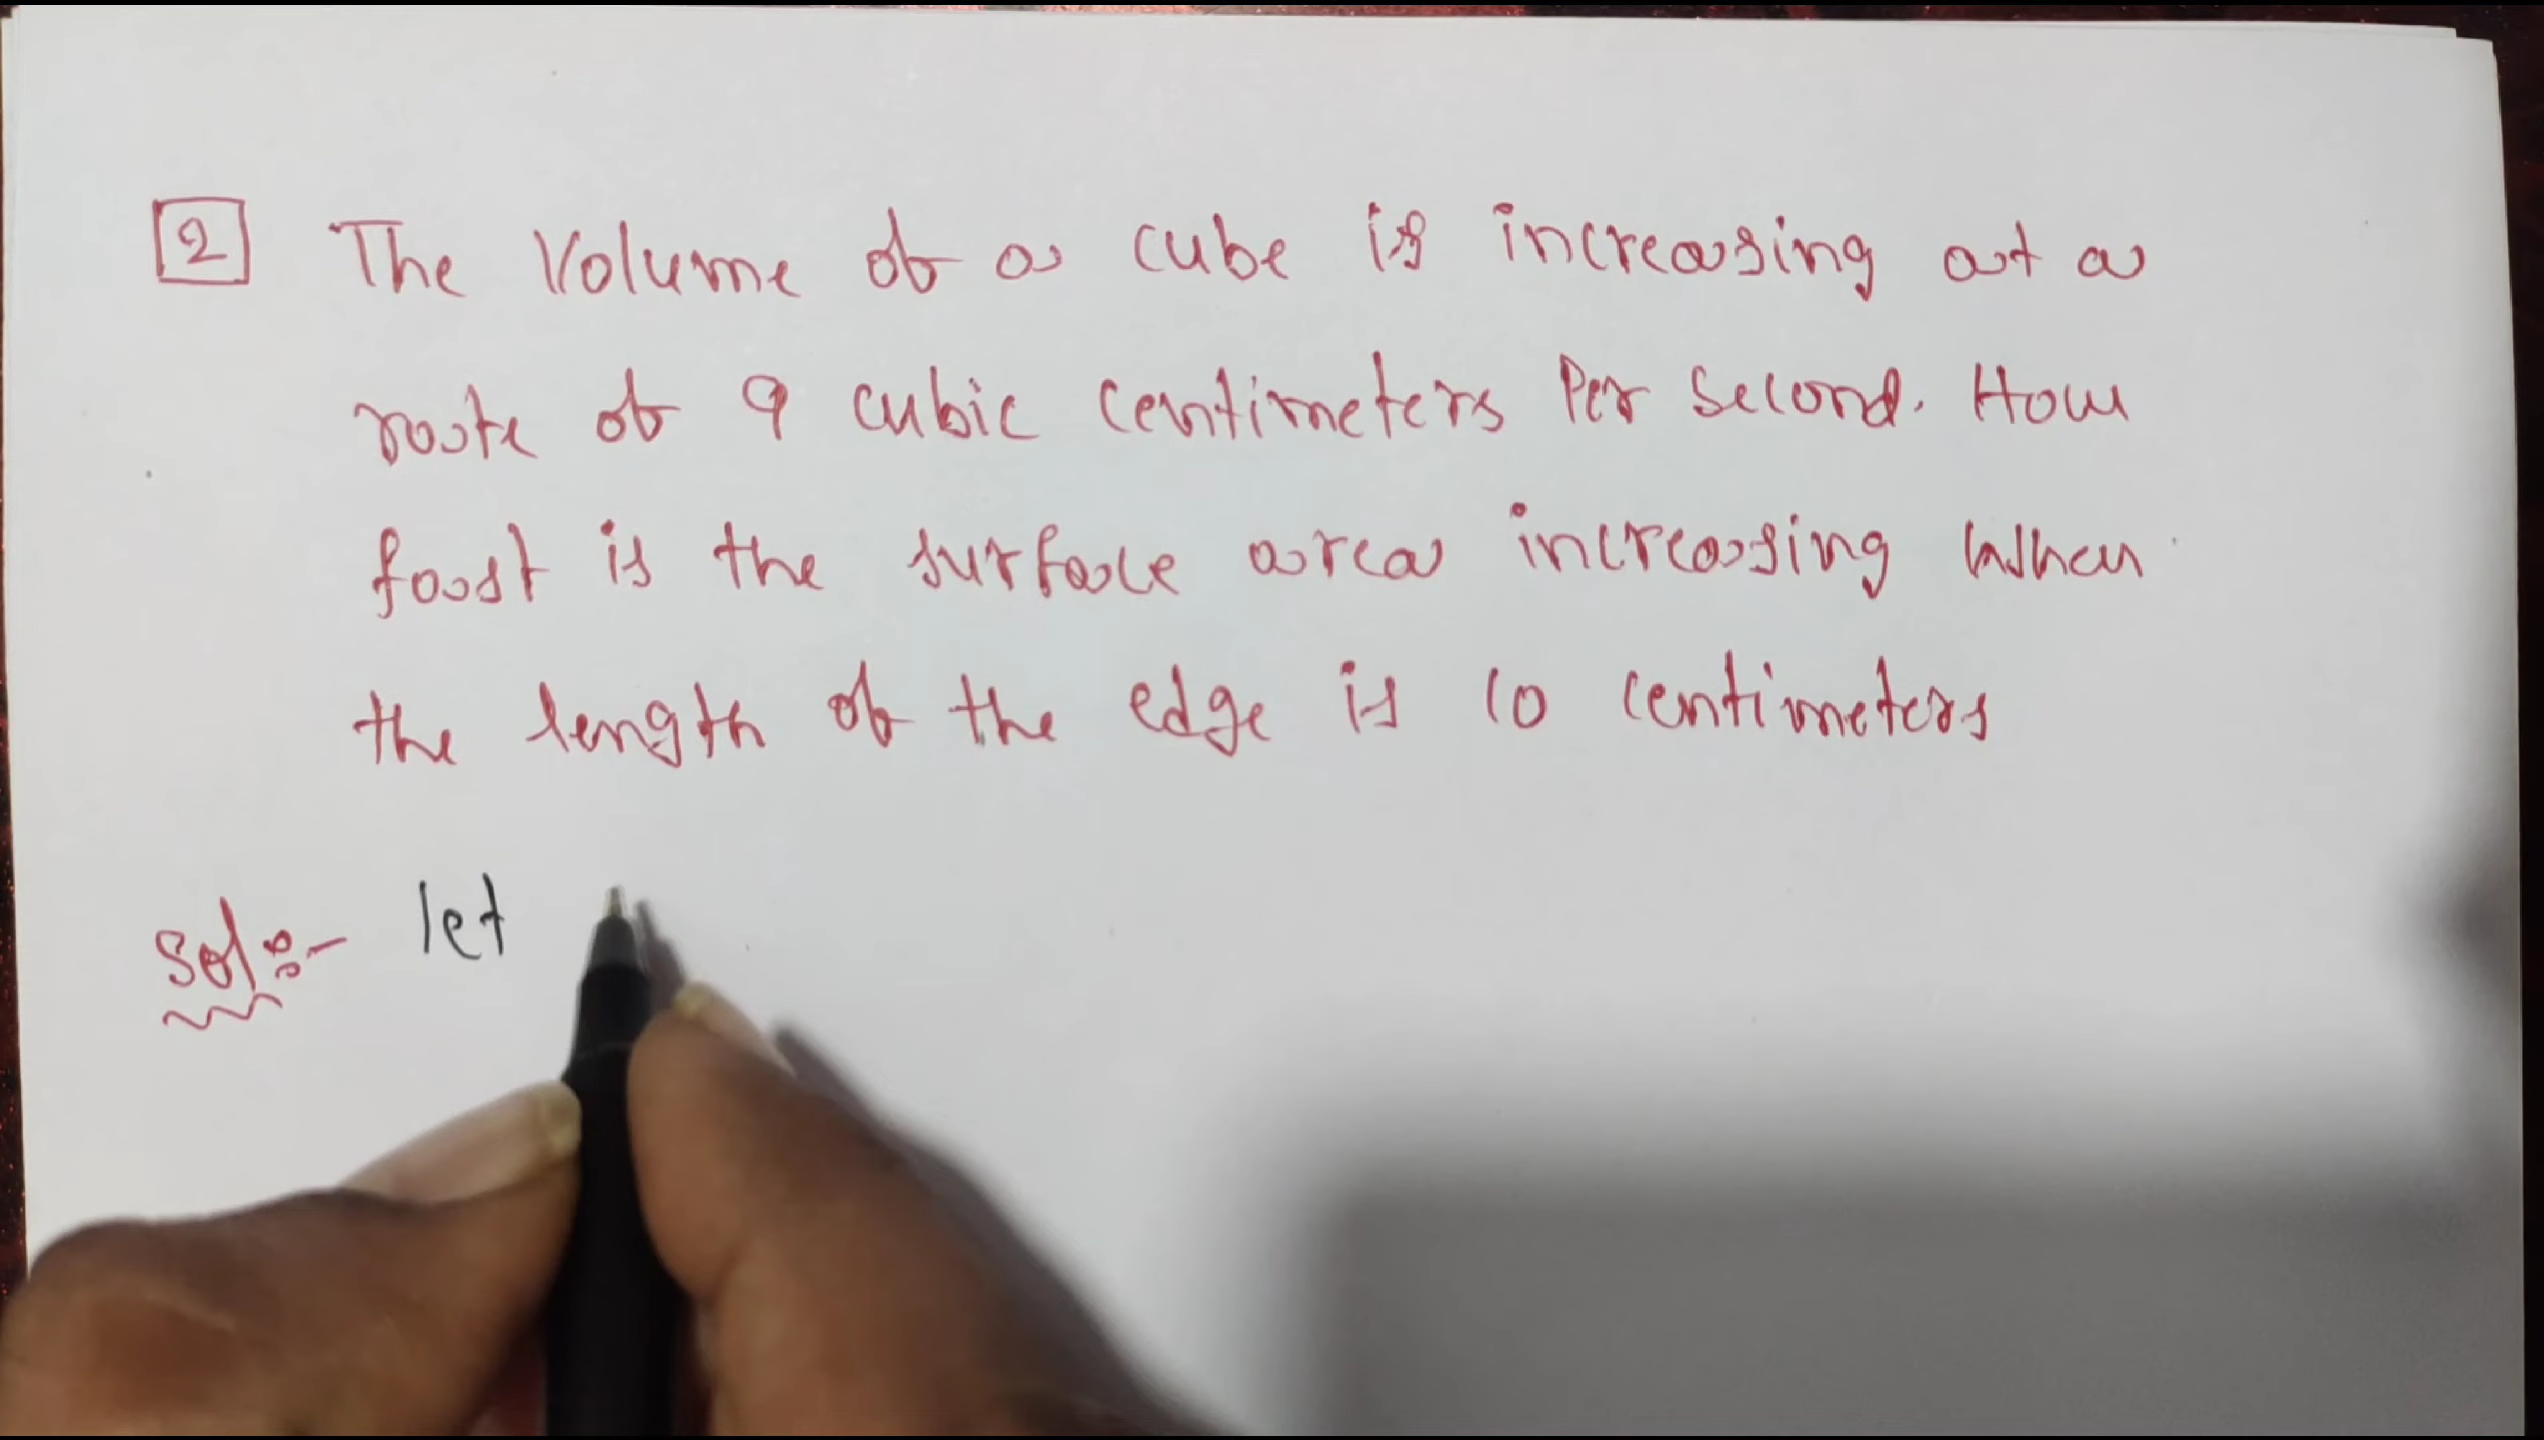 2 The Volume of a cube is increasing at a
rate of 9 cubic centimeters Per Second. How
fast is the surface area increasing When
the length of the edge is 10 centimeters
Sol:- let